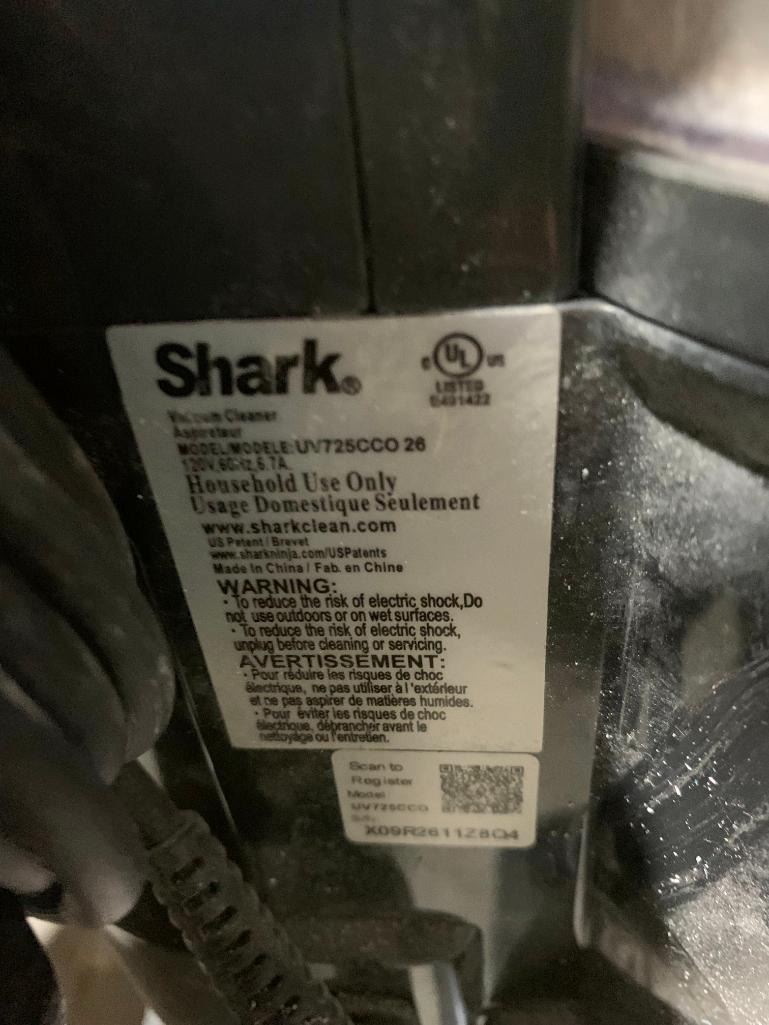 Shark®
c UL us
LISTED
E491422
Vacuum Cleaner
Aspirateur
MODEL/MODELE: UV725CCO 26
120V, 60Hz, 6.7A.
Household Use Only
Usage Domestique Seulement
www.sharkclean.com
US Patent / Brevet
www.sharkninja.com/USPatents
Made In China / Fab. en Chine
WARNING:
· To reduce the risk of electric shock,Do
not use outdoors or on wet surfaces.
· To reduce the risk of electric shock,
unplug before cleaning or servicing.
AVERTISSEMENT:
· Pour réduire les risques de choc
électrique, ne pas utiliser à l'extérieur
et ne pas aspirer de matières humides.
· Pour éviter les risques de choc
électrique, débrancher avant le
nettoyage ou l'entretien.
Scan to
Register
Model
UV725CCO
S/N:
X09R2611Z8Q4